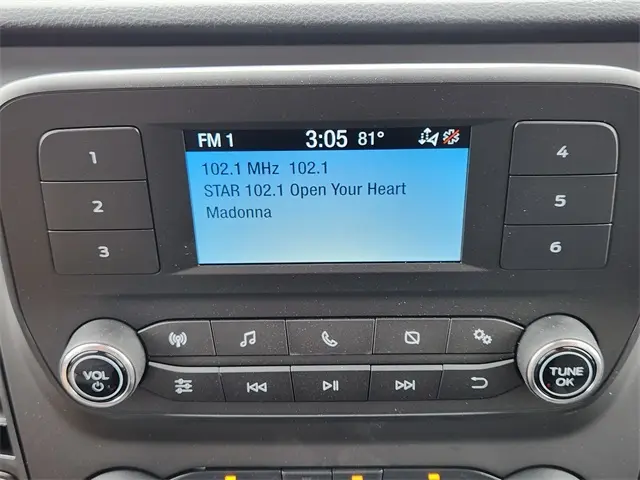 FM 1 3:05 81°
102.1 MHz 102.1
STAR 102.1 Open Your Heart
Madonna
1
2
3
4
5
6
VOL
TUNE
OK